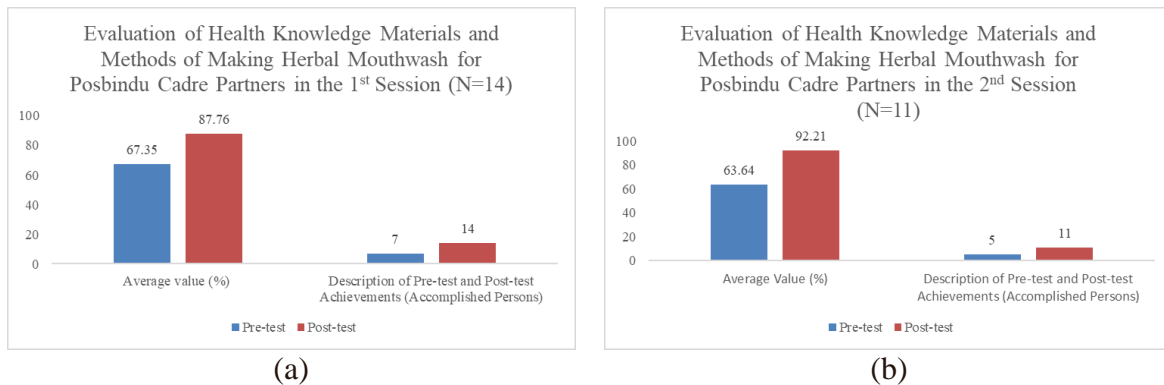 Evaluation of Health Knowledge Materials and
Methods of Making Herbal Mouthwash for
Posbindu Cadre Partners in the 1st Session (N=14)
100
80
60
40
20
0
67.35
87.76
7
14
Average value (%)
Description of Pre-test and Post-test
Achievements (Accomplished Persons)
Pre-test
Post-test
(a)
Evaluation of Health Knowledge Materials and
Methods of Making Herbal Mouthwash for
Posbindu Cadre Partners in the 2nd Session
(N=11)
100
80
60
40
20
0
63.64
92.21
5
11
Average Value (%)
Description of Pre-test and Post-test
Achievements (Accomplished Persons)
Pre-test
Post-test
(b)